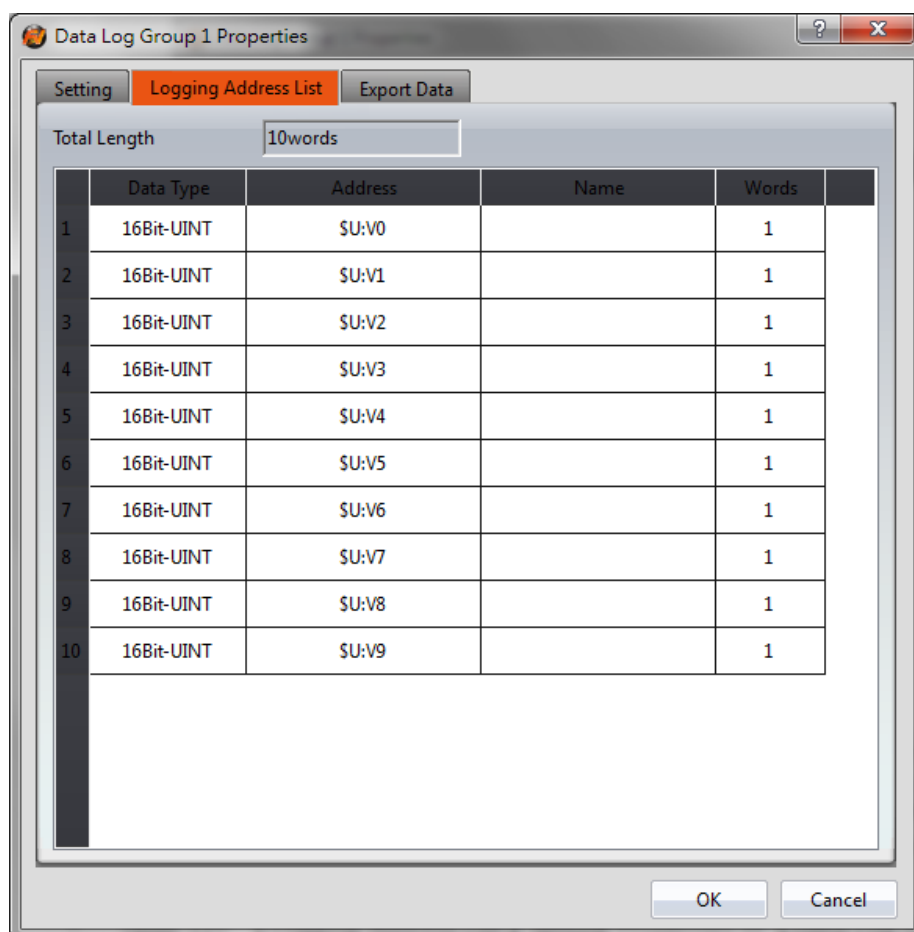 Data Log Group 1 Properties
Setting Logging Address List Export Data
Total Length 10words
Data Type Address Name Words
1 16Bit-UINT $U:V0 1
2 16Bit-UINT $U:V1 1
3 16Bit-UINT $U:V2 1
4 16Bit-UINT $U:V3 1
5 16Bit-UINT $U:V4 1
6 16Bit-UINT $U:V5 1
7 16Bit-UINT $U:V6 1
8 16Bit-UINT $U:V7 1
9 16Bit-UINT $U:V8 1
10 16Bit-UINT $U:V9 1
OK Cancel